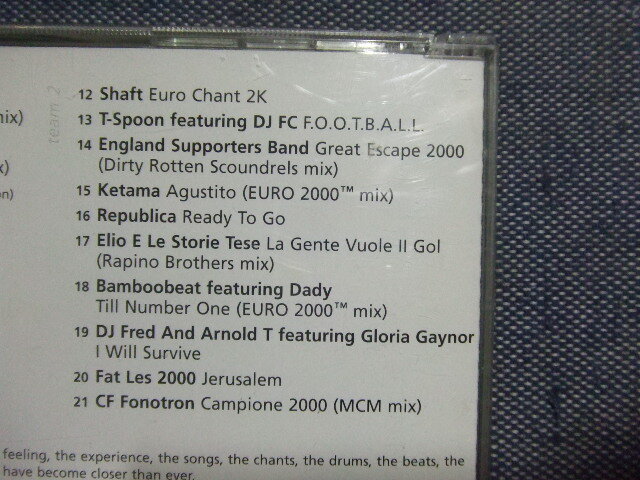 team 2
12 Shaft Euro Chant 2K
ix)
13 T-Spoon featuring DJ FC F.O.O.T.B.A.L.L.
14 England Supporters Band Great Escape 2000
(Dirty Rotten Scoundrels mix)
x)
15 Ketama Agustito (EURO 2000™ mix)
on)
16 Republica Ready To Go
17 Elio E Le Storie Tese La Gente Vuole Il Gol
(Rapino Brothers mix)
18 Bamboobeat featuring Dady
Till Number One (EURO 2000™ mix)
19 DJ Fred And Arnold T featuring Gloria Gaynor
I Will Survive
20 Fat Les 2000 Jerusalem
21 CF Fonotron Campione 2000 (MCM mix)
feeling, the experience, the songs, the chants, the drums, the beats, the
have become closer than ever.